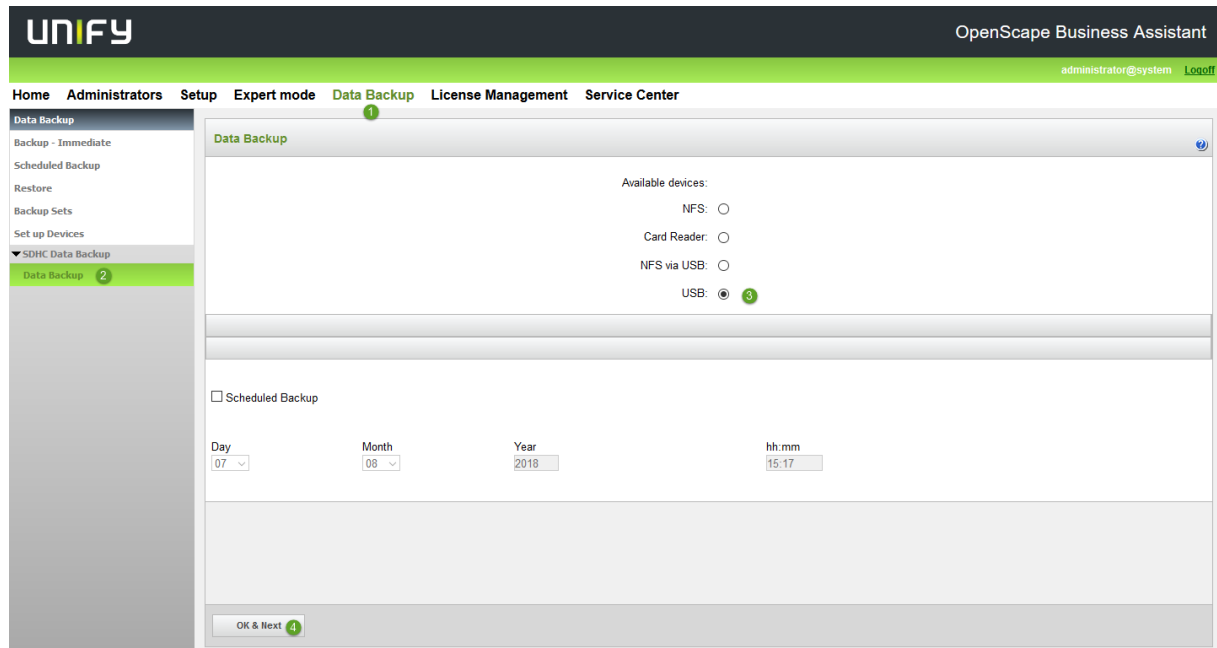 UNIFY
OpenScape Business Assistant
administrator@system Logoff
Home Administrators Setup Expert mode Data Backup License Management Service Center
1
Data Backup
Backup - Immediate
Scheduled Backup
Restore
Backup Sets
Set up Devices
SDHC Data Backup
Data Backup 2
Data Backup
?
Available devices:
NFS:
Card Reader:
NFS via USB:
USB: 3
Scheduled Backup
Day Month Year hh:mm
07 08 2018 15:17
OK & Next 4